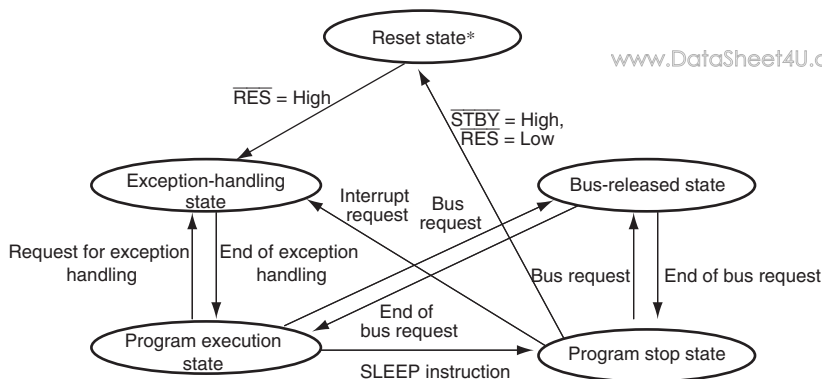 Reset state*
www.DataSheet4U.c
RES = High
STBY = High,
RES = Low
Exception-handling
state
Interrupt
request
Bus
request
Bus-released state
Request for exception
handling
End of exception
handling
Bus request
End of bus request
End of
bus request
Program execution
state
SLEEP instruction
Program stop state